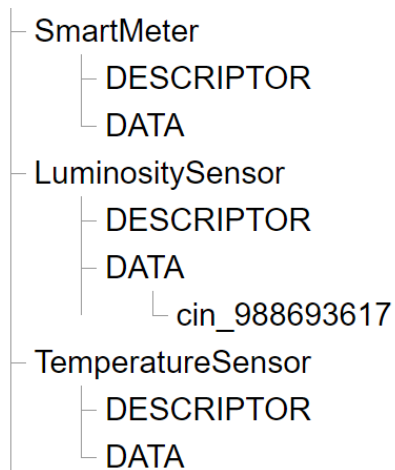 SmartMeter
DESCRIPTOR
DATA
LuminositySensor
DESCRIPTOR
DATA
cin_988693617
TemperatureSensor
DESCRIPTOR
DATA